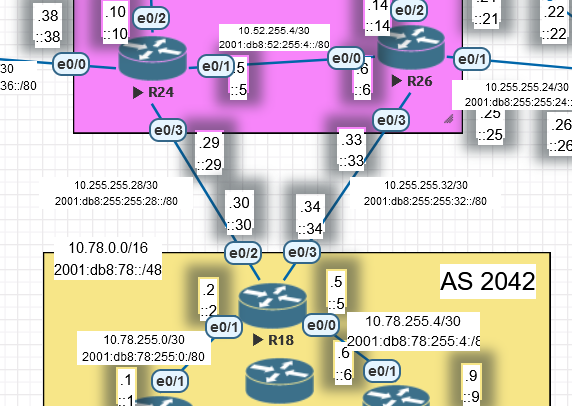 .38
::38
.10
::10
e0/2
10.52.255.4/30
2001:db8:52:255:4::/80
.14
::14
e0/2
::21
.22
::22
30
36::/80
e0/0
e0/1
.5
::5
e0/0
.6
::6
e0/1
R24
R26
10.255.255.24/30
2001:db8:255:255:24::
.25
::25
.26
::26
e0/3
e0/3
.29
::29
.33
::33
10.255.255.28/30
2001:db8:255:255:28::/80
10.255.255.32/30
2001:db8:255:255:32::/80
.30
::30
.34
::34
e0/2
e0/3
10.78.0.0/16
2001:db8:78::/48
AS 2042
.2
::2
.5
::5
e0/1
e0/0
R18
10.78.255.0/30
2001:db8:78:255:0:/80
10.78.255.4/30
2001:db8:78:255:4:/8
.6
::6
.1
::1
e0/1
e0/1
.9
::9